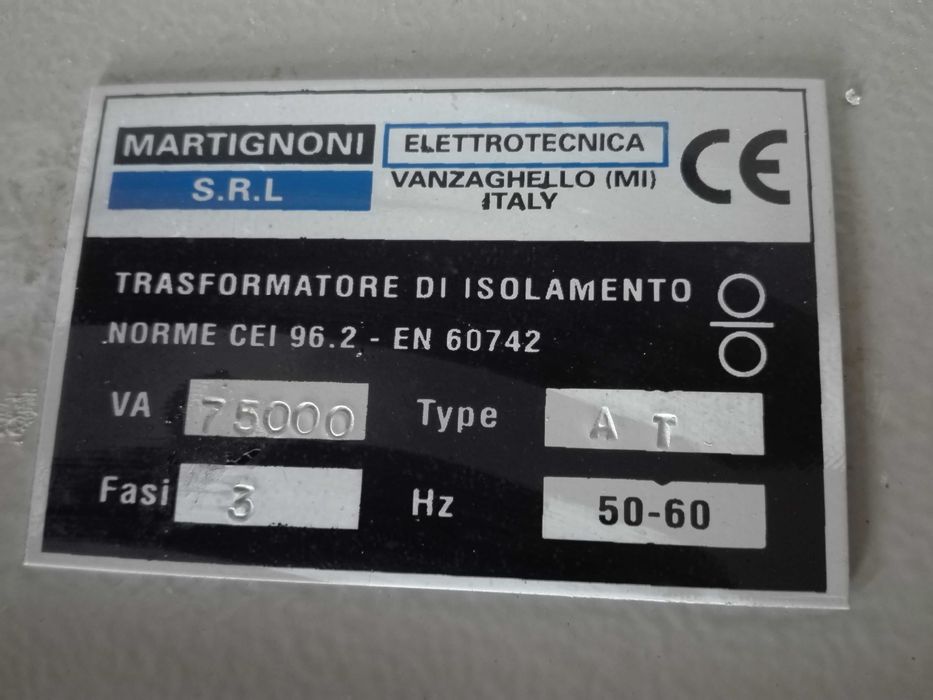 MARTIGNONI
S.R.L
ELETTROTECNICA
VANZAGHELLO (MI)
ITALY
CE
TRASFORMATORE DI ISOLAMENTO
NORME CEI 96.2 - EN 60742
VA 75000 Type AT
Fasi 3 Hz 50-60